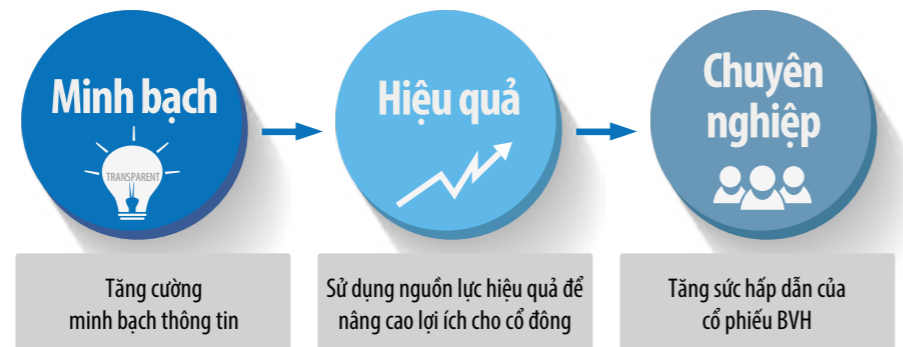 Minh bạch
TRANSPARENT
Hiệu quả
Chuyên
nghiệp
Tăng cường
minh bạch thông tin
Sử dụng nguồn lực hiệu quả để
nâng cao lợi ích cho cổ đông
Tăng sức hấp dẫn của
cổ phiếu BVH